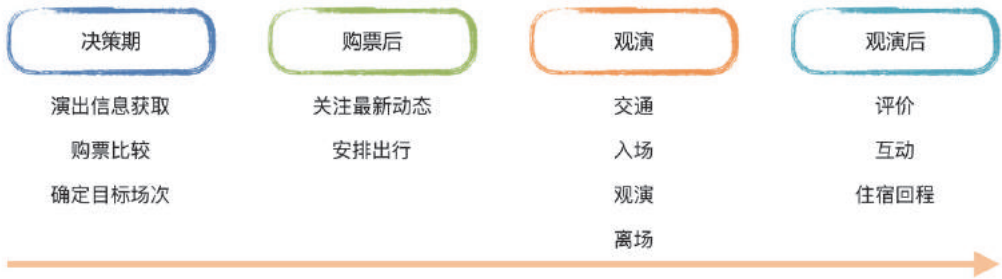 决策期
演出信息获取
购票比较
确定目标场次
购票后
关注最新动态
安排出行
观演
交通
入场
观演
离场
观演后
评价
互动
住宿回程